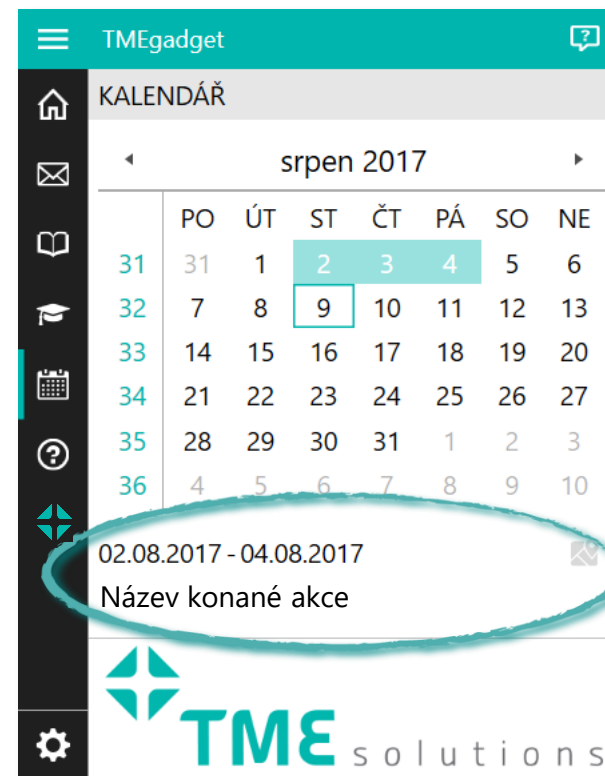 TMEgadget
KALENDÁŘ
srpen 2017
PO ÚT ST ČT PÁ SO NE
31 31 1 2 3 4 5 6
32 7 8 9 10 11 12 13
33 14 15 16 17 18 19 20
34 21 22 23 24 25 26 27
35 28 29 30 31 1 2 3
36 4 5 6 7 8 9 10
02.08.2017 - 04.08.2017
Název konané akce
TME solutions